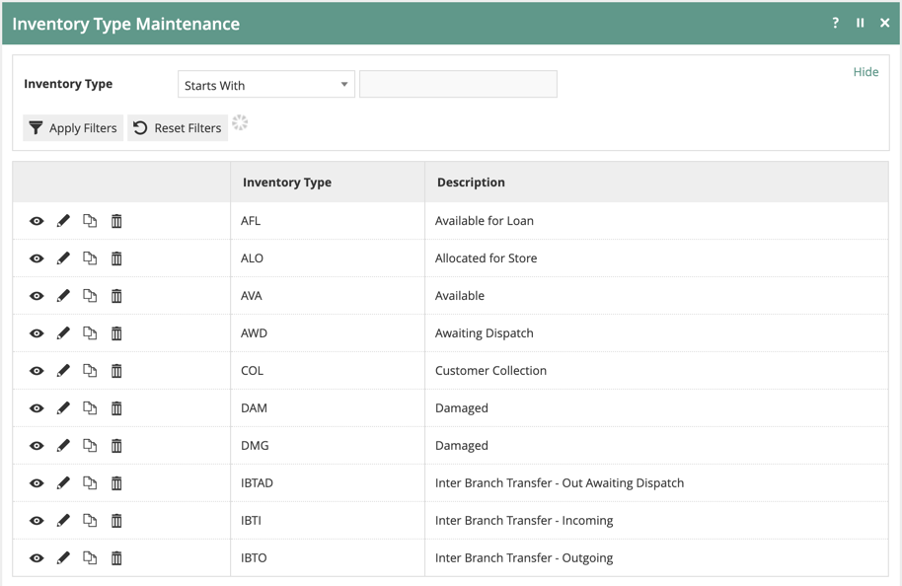 Inventory Type Maintenance ?
Hide
Inventory Type Starts With
Apply Filters Reset Filters
Inventory Type Description
AFL Available for Loan
ALO Allocated for Store
AVA Available
AWD Awaiting Dispatch
COL Customer Collection
DAM Damaged
DMG Damaged
IBTAD Inter Branch Transfer - Out Awaiting Dispatch
IBTI Inter Branch Transfer - Incoming
IBTO Inter Branch Transfer - Outgoing